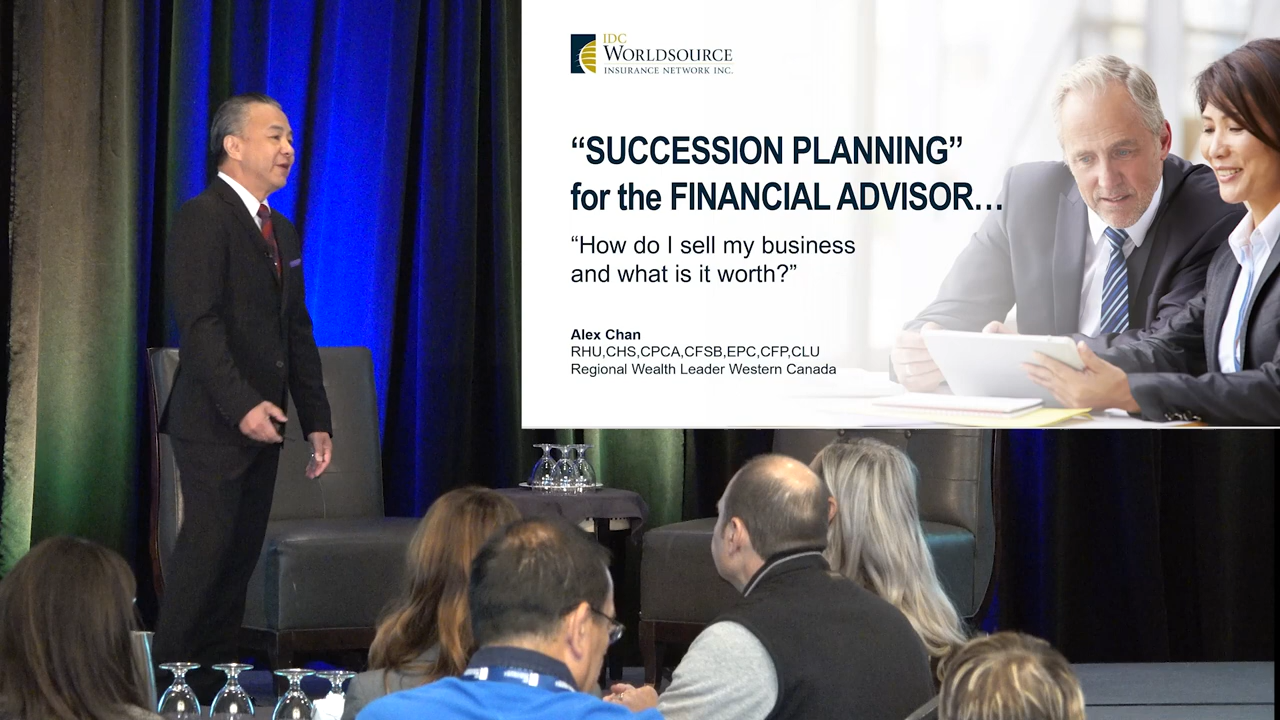 IDC
WORLDSOURCE
INSURANCE NETWORK INC.
“SUCCESSION PLANNING”
for the FINANCIAL ADVISOR…
“How do I sell my business
and what is it worth?”
Alex Chan
RHU,CHS,CPCA,CFSB,EPC,CFP,CLU
Regional Wealth Leader Western Canada